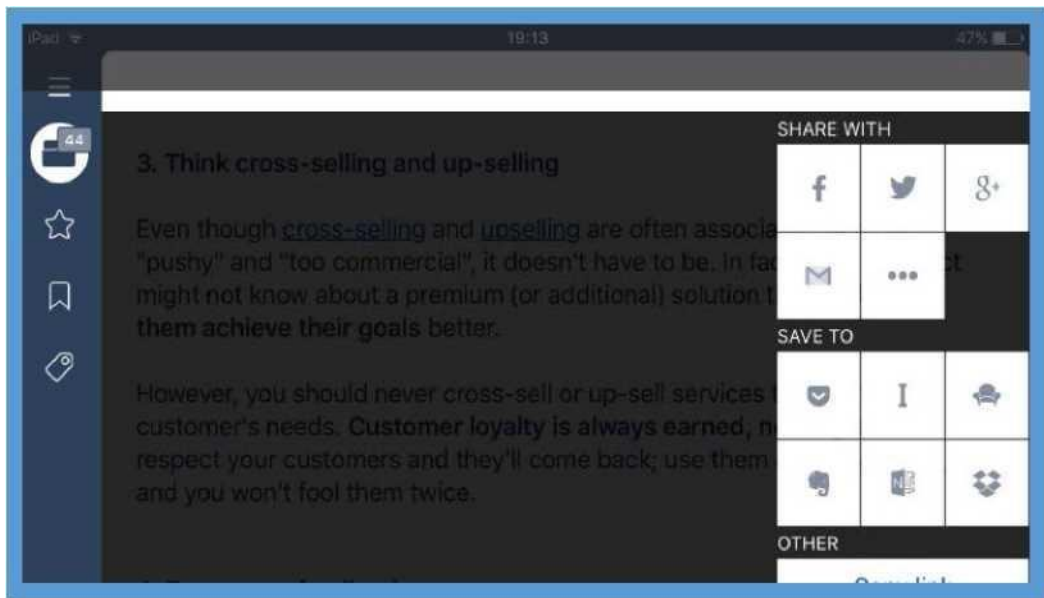 iPad
19:13
47%
44
3. Think cross-selling and up-selling
Even though cross-selling and upselling are often associa
"pushy" and "too commercial", it doesn't have to be. In fac ct
might not know about a premium (or additional) solution t
them achieve their goals better.
However, you should never cross-sell or up-sell services
customer's needs. Customer loyalty is always earned, n
respect your customers and they'll come back; use them
and you won't fool them twice.
SHARE WITH
f
8+
SAVE TO
I
N
OTHER